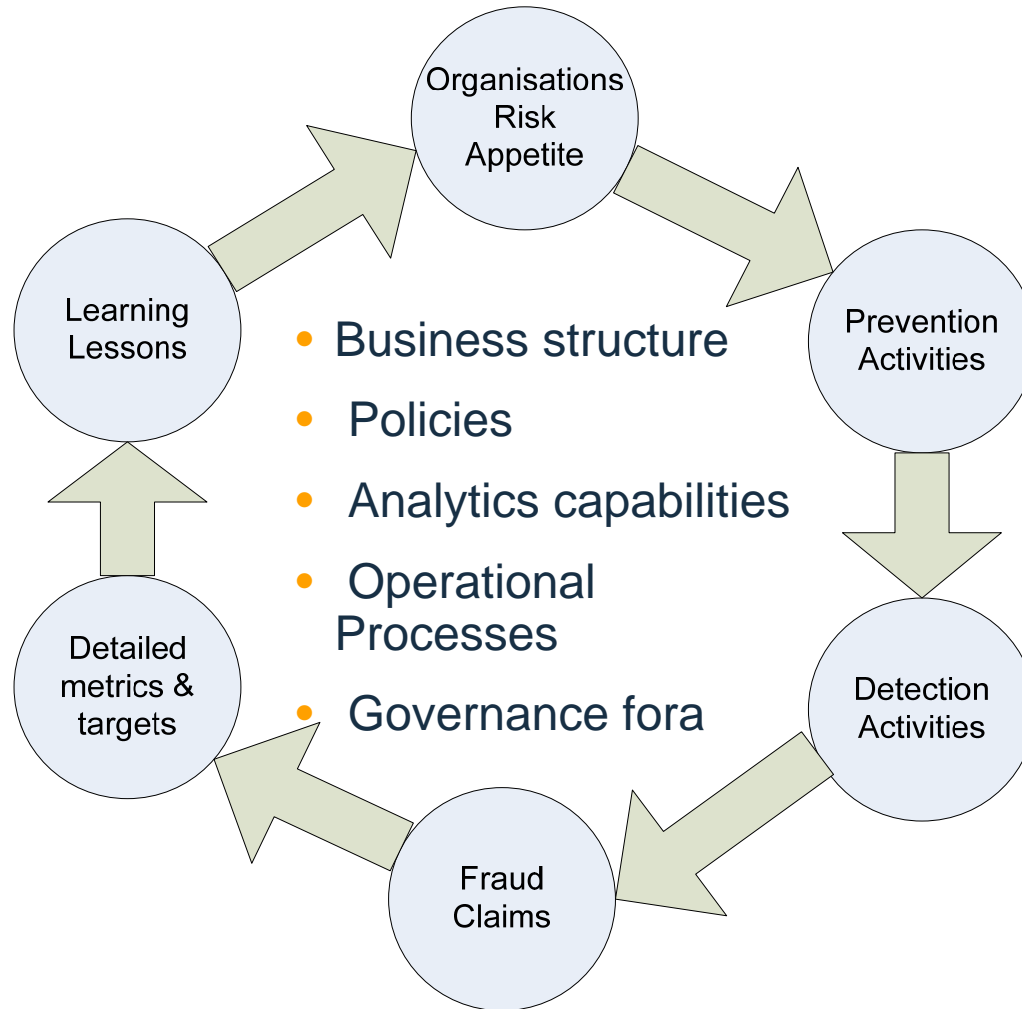 Organisations
Risk
Appetite
Prevention
Activities
Detection
Activities
Fraud
Claims
Detailed
metrics &
targets
Learning
Lessons
• Business structure
• Policies
• Analytics capabilities
• Operational
Processes
• Governance fora